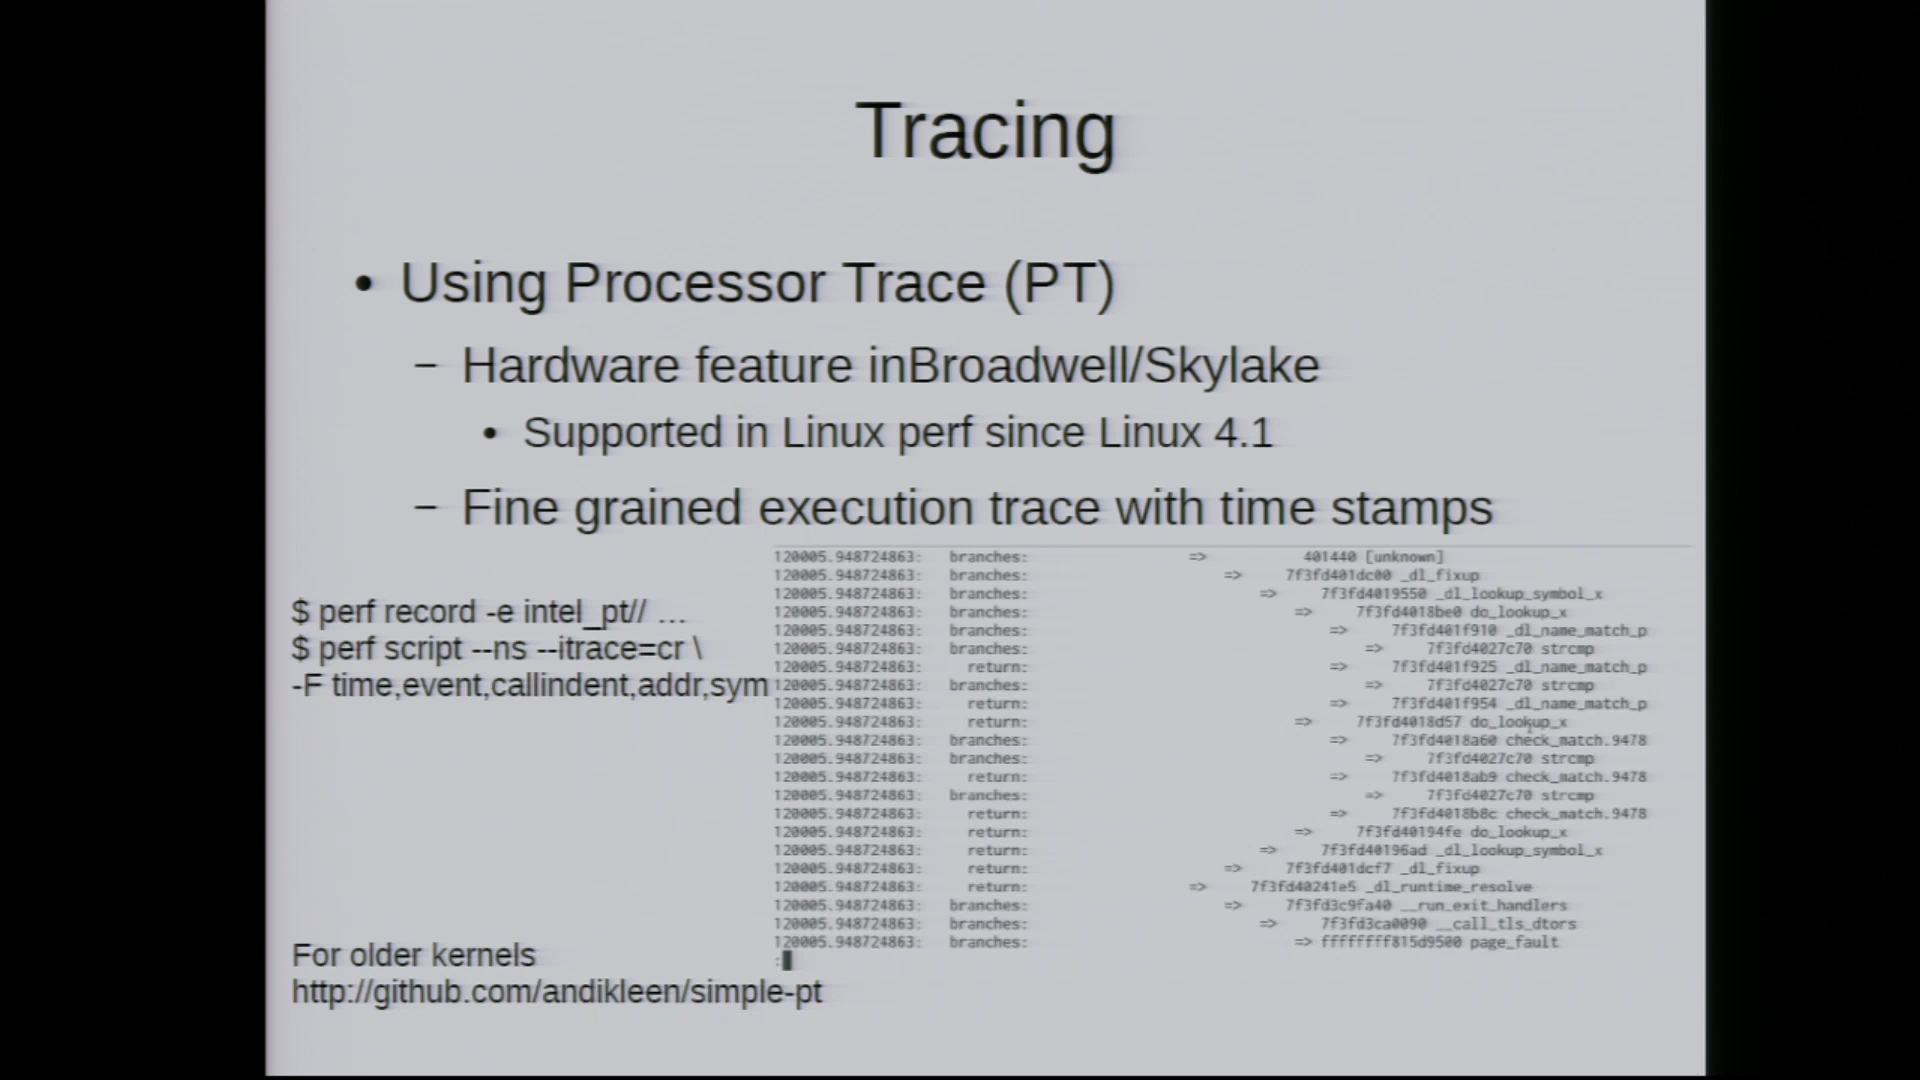 Tracing
• Using Processor Trace (PT)
– Hardware feature inBroadwell/Skylake
• Supported in Linux perf since Linux 4.1
– Fine grained execution trace with time stamps
$ perf record -e intel_pt// ...
$ perf script --ns --itrace=cr \
-F time,event,callindent,addr,sym
120005.948724863: branches: => 401440 [unknown]
120005.948724863: branches: => 7f3fd401dc00 _dl_fixup
120005.948724863: branches: => 7f3fd4019550 _dl_lookup_symbol_x
120005.948724863: branches: => 7f3fd4018be0 do_lookup_x
120005.948724863: branches: => 7f3fd401f910 _dl_name_match_p
120005.948724863: branches: => 7f3fd4027c70 strcmp
120005.948724863: return: => 7f3fd401f925 _dl_name_match_p
120005.948724863: branches: => 7f3fd4027c70 strcmp
120005.948724863: return: => 7f3fd401f954 _dl_name_match_p
120005.948724863: return: => 7f3fd4018d57 do_lookup_x
120005.948724863: branches: => 7f3fd4018a60 check_match.9478
120005.948724863: branches: => 7f3fd4027c70 strcmp
120005.948724863: return: => 7f3fd4018ab9 check_match.9478
120005.948724863: branches: => 7f3fd4027c70 strcmp
120005.948724863: return: => 7f3fd4018b8c check_match.9478
120005.948724863: return: => 7f3fd40194fe do_lookup_x
120005.948724863: return: => 7f3fd40196ad _dl_lookup_symbol_x
120005.948724863: return: => 7f3fd401dcf7 _dl_fixup
120005.948724863: return: => 7f3fd40241e5 _dl_runtime_resolve
120005.948724863: branches: => 7f3fd3c9fa40 __run_exit_handlers
120005.948724863: branches: => 7f3fd3ca0090 __call_tls_dtors
120005.948724863: branches: => ffffffff815d9500 page_fault
:
For older kernels
http://github.com/andikleen/simple-pt